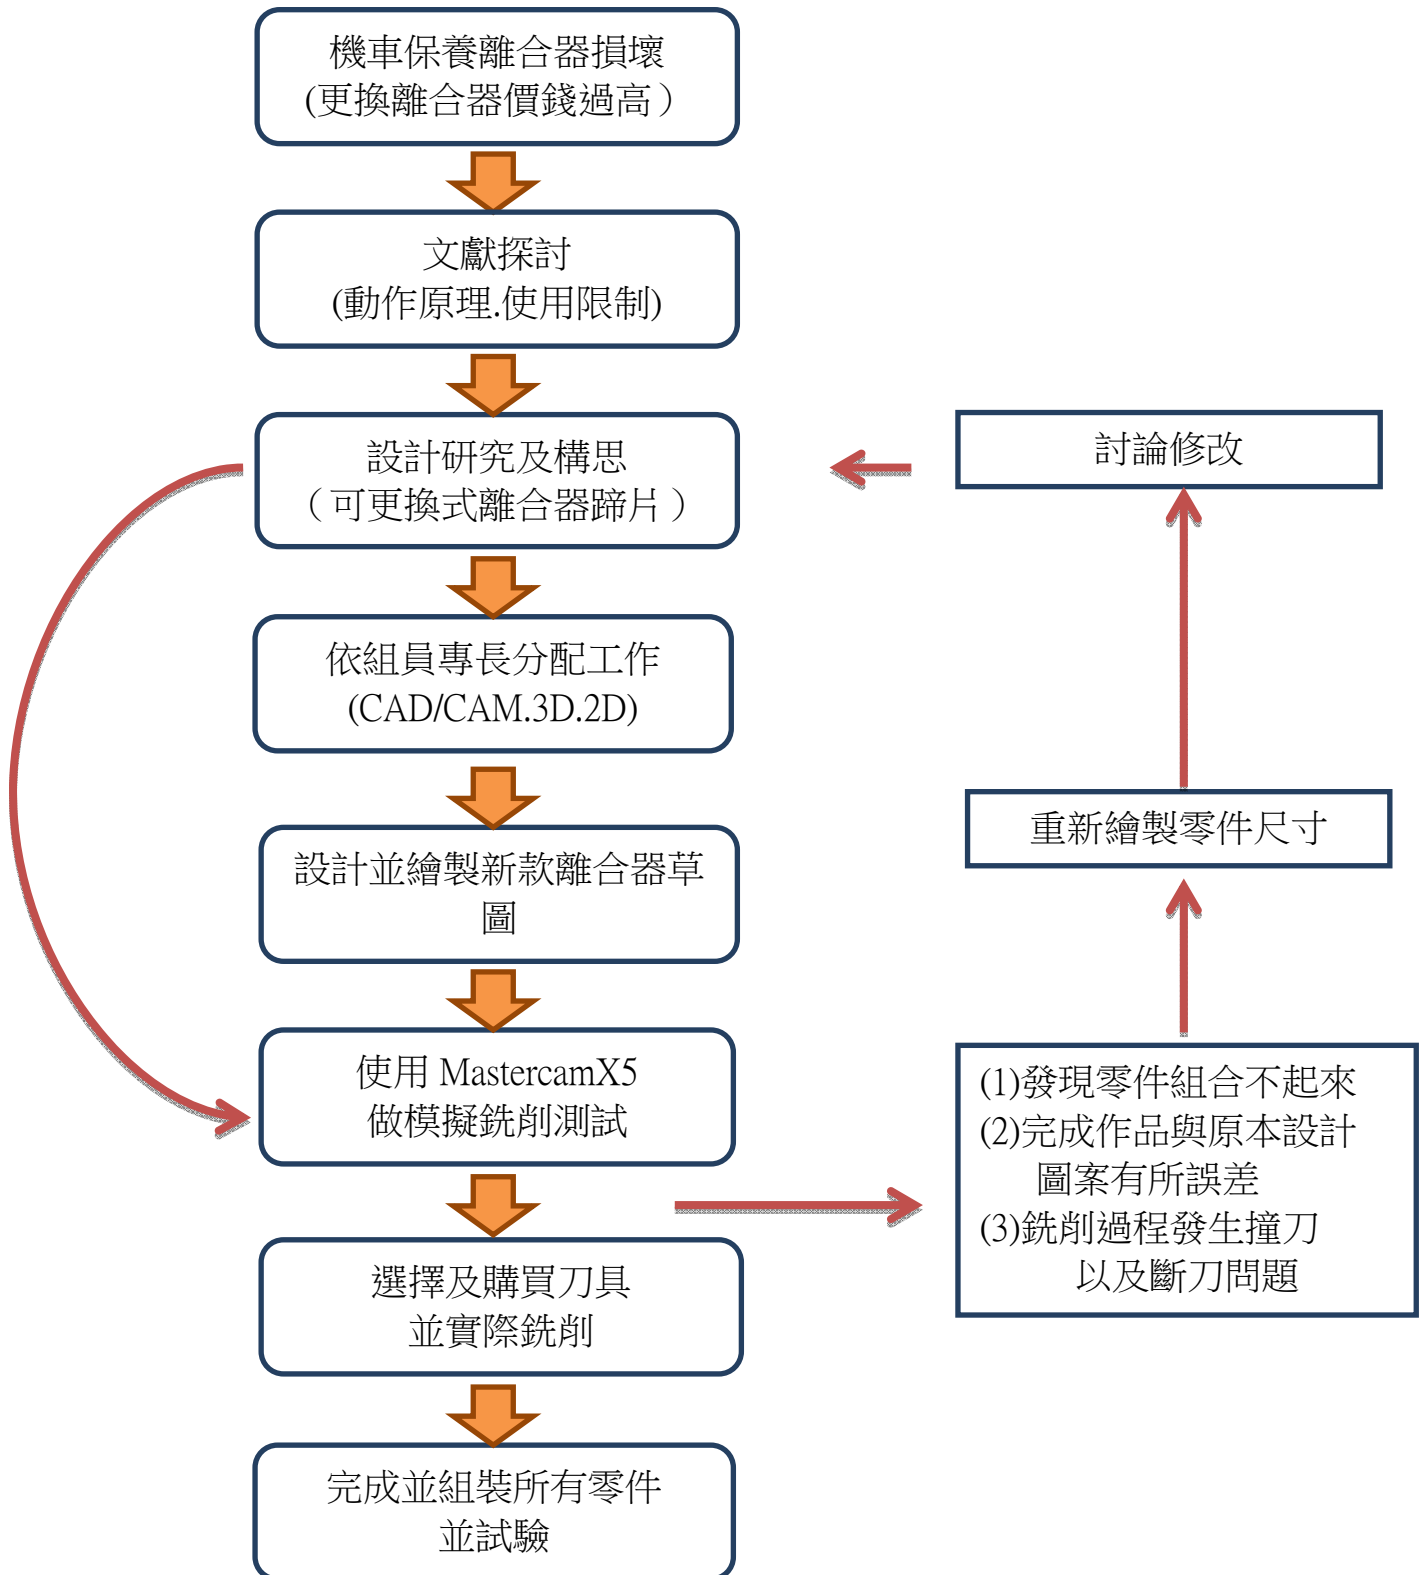 機車保養離合器損壞
(更換離合器價錢過高）
文獻探討
(動作原理.使用限制)
設計研究及構思
（可更換式離合器蹄片）
依組員專長分配工作
(CAD/CAM.3D.2D)
設計並繪製新款離合器草
圖
使用 MastercamX5
做模擬銑削測試
選擇及購買刀具
並實際銑削
完成並組裝所有零件
並試驗
討論修改
重新繪製零件尺寸
(1)發現零件組合不起來
(2)完成作品與原本設計
圖案有所誤差
(3)銑削過程發生撞刀
以及斷刀問題